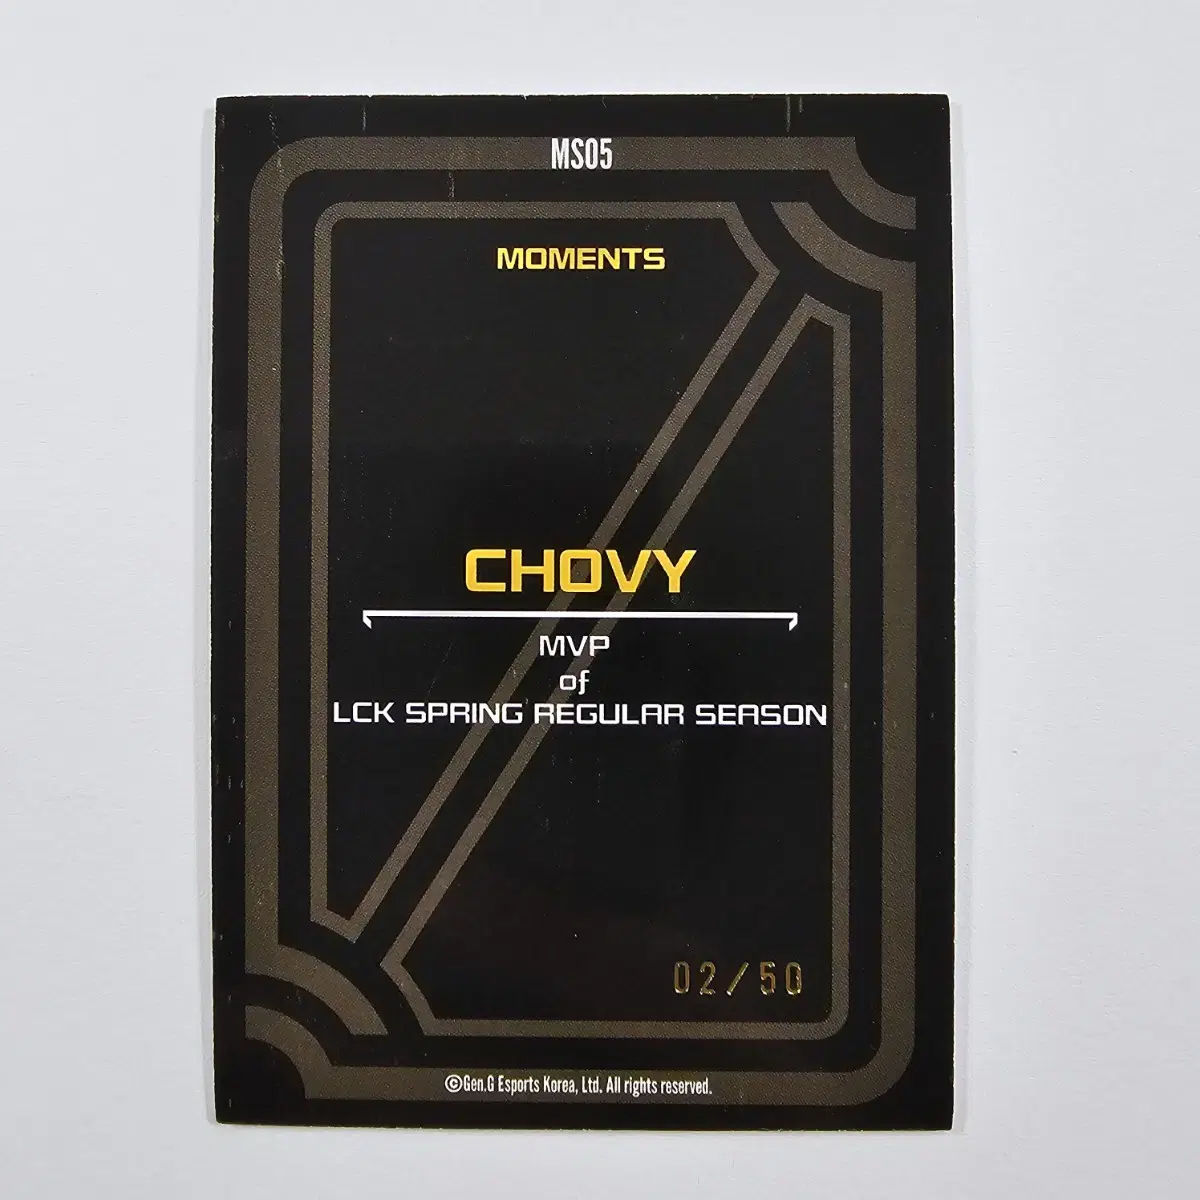 MS05
MOMENTS
CHOVY
MVP
of
LCK SPRING REGULAR SEASON
02/50
©Gen.G Esports Korea, Ltd. All rights reserved.